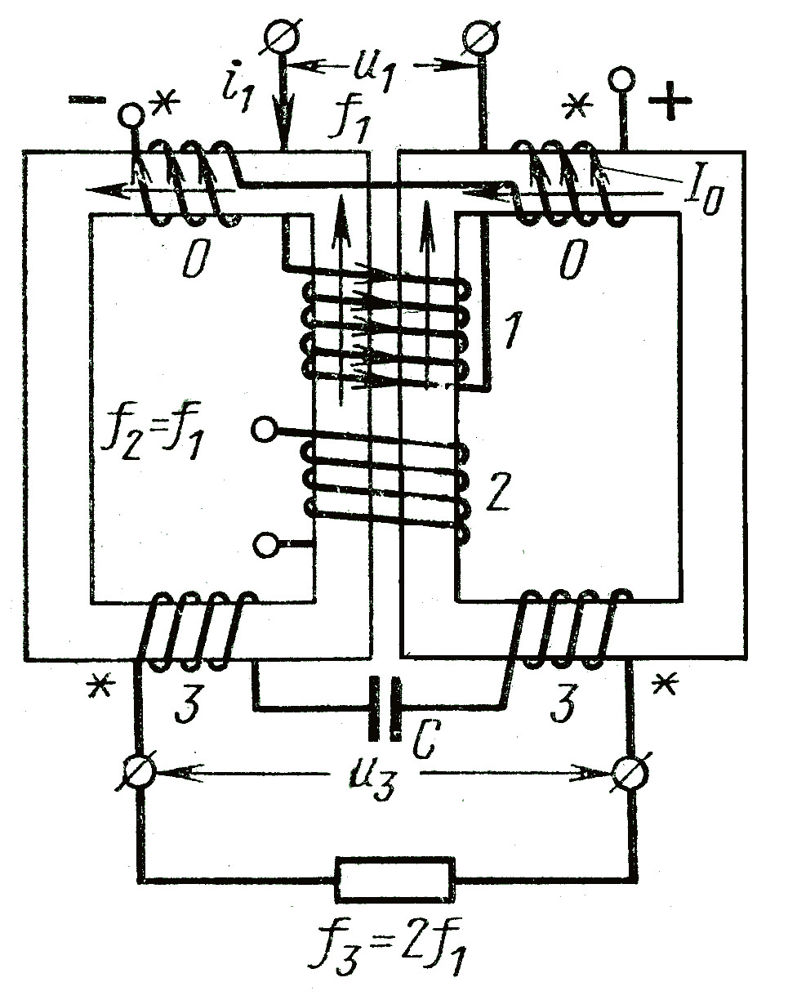 u₁
i₁
f₁
− * * +
I₀
0 0
1
f₂=f₁
2
* 3 3 *
C
u₃
f₃=2f₁